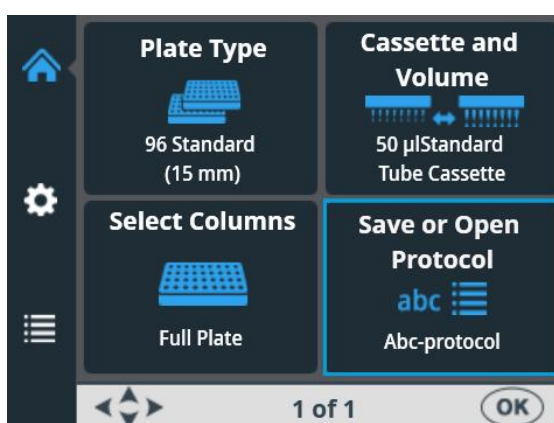 Plate Type
96 Standard
(15 mm)
Cassette and
Volume
50 µlStandard
Tube Cassette
Select Columns
Full Plate
Save or Open
Protocol
abc
Abc-protocol
1 of 1
OK